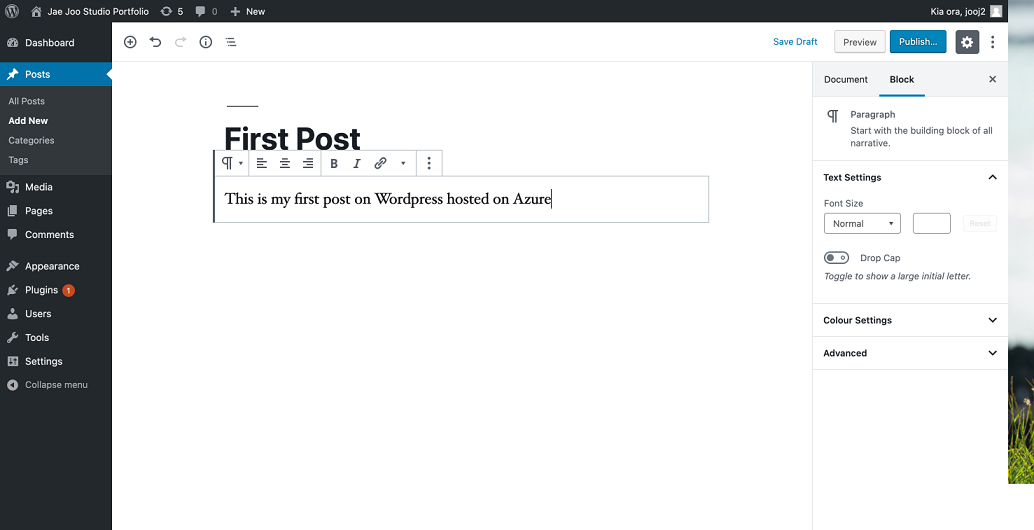 Jae Joo Studio Portfolio 5 0 New Kia ora, jooj2
Dashboard
Posts
All Posts
Add New
Categories
Tags
Media
Pages
Comments
Appearance
Plugins 1
Users
Tools
Settings
Collapse menu
Save Draft Preview Publish...
First Post
B I
This is my first post on Wordpress hosted on Azure
Document Block
Paragraph
Start with the building block of all
narrative.
Text Settings
Font Size
Normal Reset
Drop Cap
Toggle to show a large initial letter.
Colour Settings
Advanced